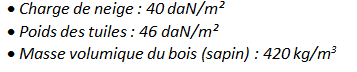 • Charge de neige : 40 daN/m²
• Poids des tuiles : 46 daN/m²
• Masse volumique du bois (sapin) : 420 kg/m³